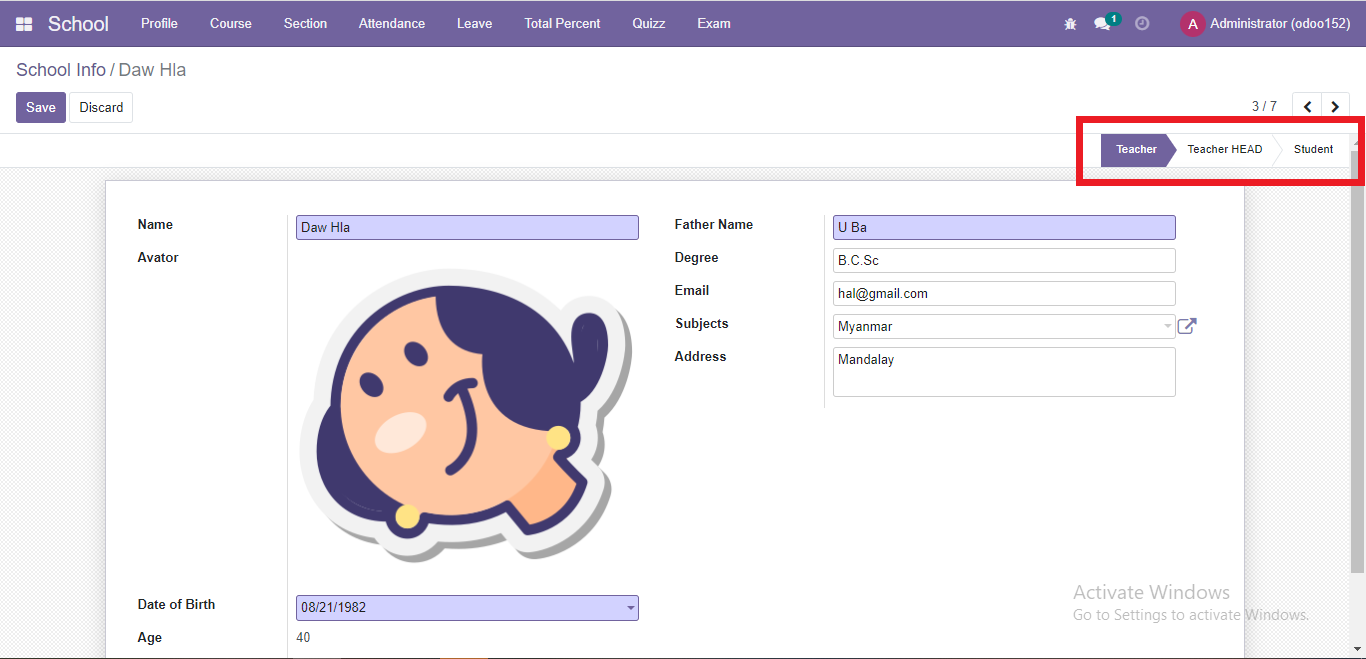 School Profile Course Section Attendance Leave Total Percent Quizz Exam 1 A Administrator (odoo152)
School Info / Daw Hla
Save Discard 3 / 7
Teacher Teacher HEAD Student
Name Daw Hla
Avator
Father Name U Ba
Degree B.C.Sc
Email hal@gmail.com
Subjects Myanmar
Address Mandalay
Date of Birth 08/21/1982
Age 40
Activate Windows
Go to Settings to activate Windows.